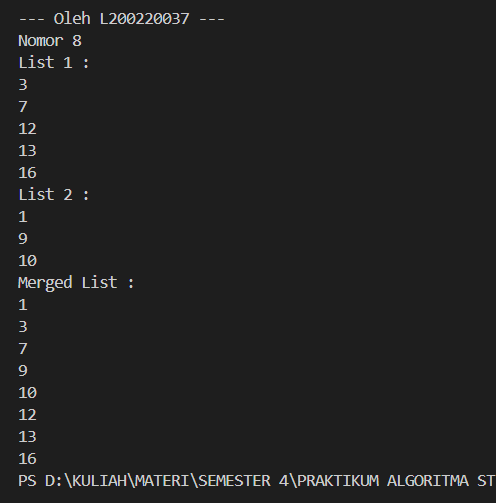 --- Oleh L200220037 ---
Nomor 8
List 1 :
3
7
12
13
16
List 2 :
1
9
10
Merged List :
1
3
7
9
10
12
13
16
PS D:\KULIAH\MATERI\SEMESTER 4\PRAKTIKUM ALGORITMA ST